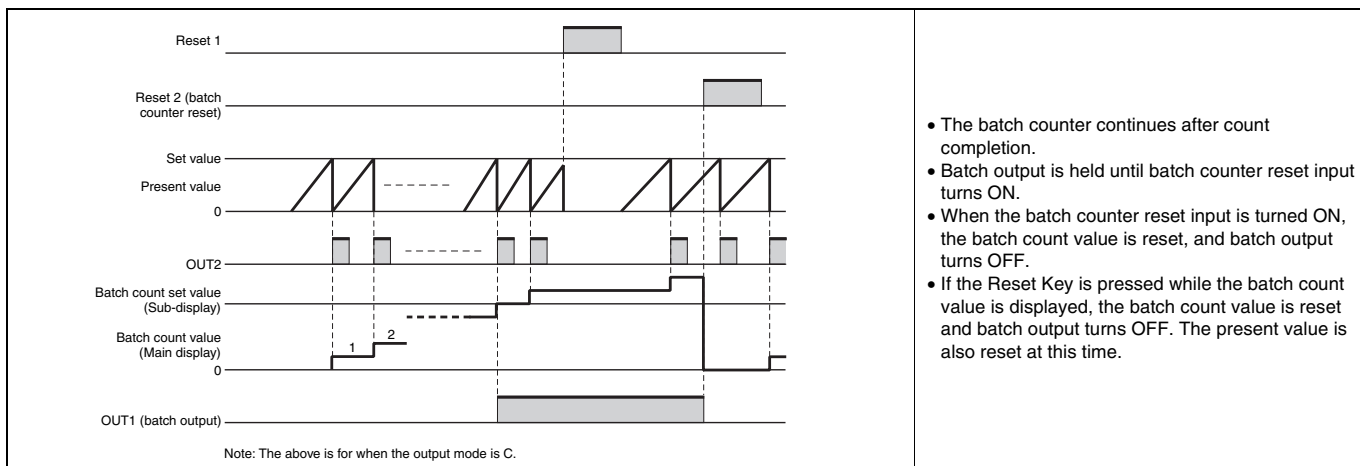 Reset 1
Reset 2 (batch
counter reset)
Set value
Present value
0
OUT2
Batch count set value
(Sub-display)
Batch count value
(Main display)
1
2
0
OUT1 (batch output)
Note: The above is for when the output mode is C.
• The batch counter continues after count
completion.
• Batch output is held until batch counter reset input
turns ON.
• When the batch counter reset input is turned ON,
the batch count value is reset, and batch output
turns OFF.
• If the Reset Key is pressed while the batch count
value is displayed, the batch count value is reset
and batch output turns OFF. The present value is
also reset at this time.